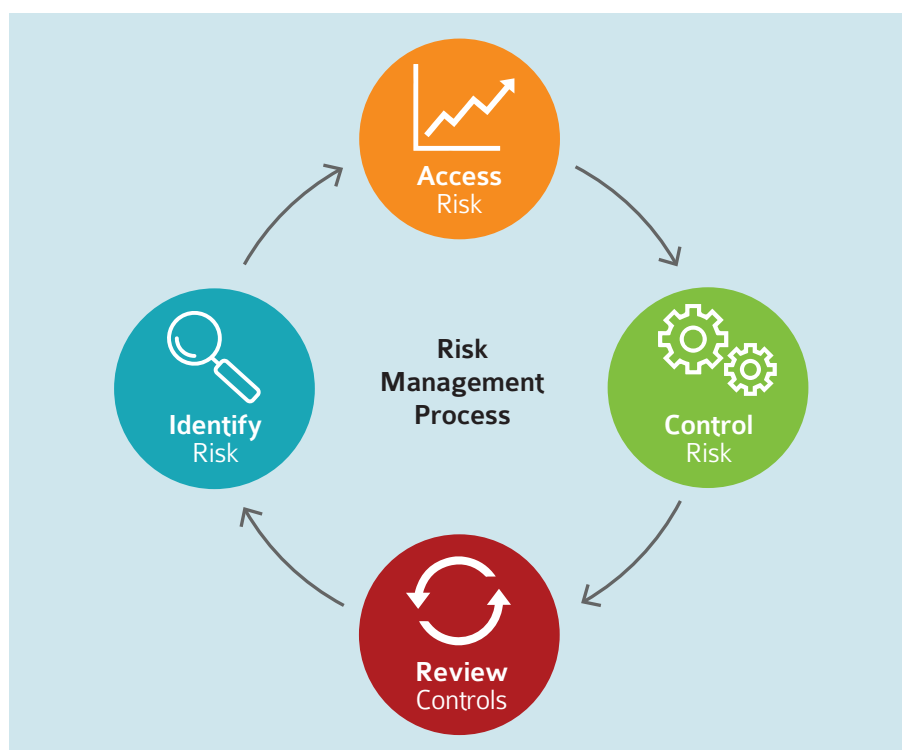 Access
Risk
Risk
Management
Process
Identify
Risk
Control
Risk
Review
Controls